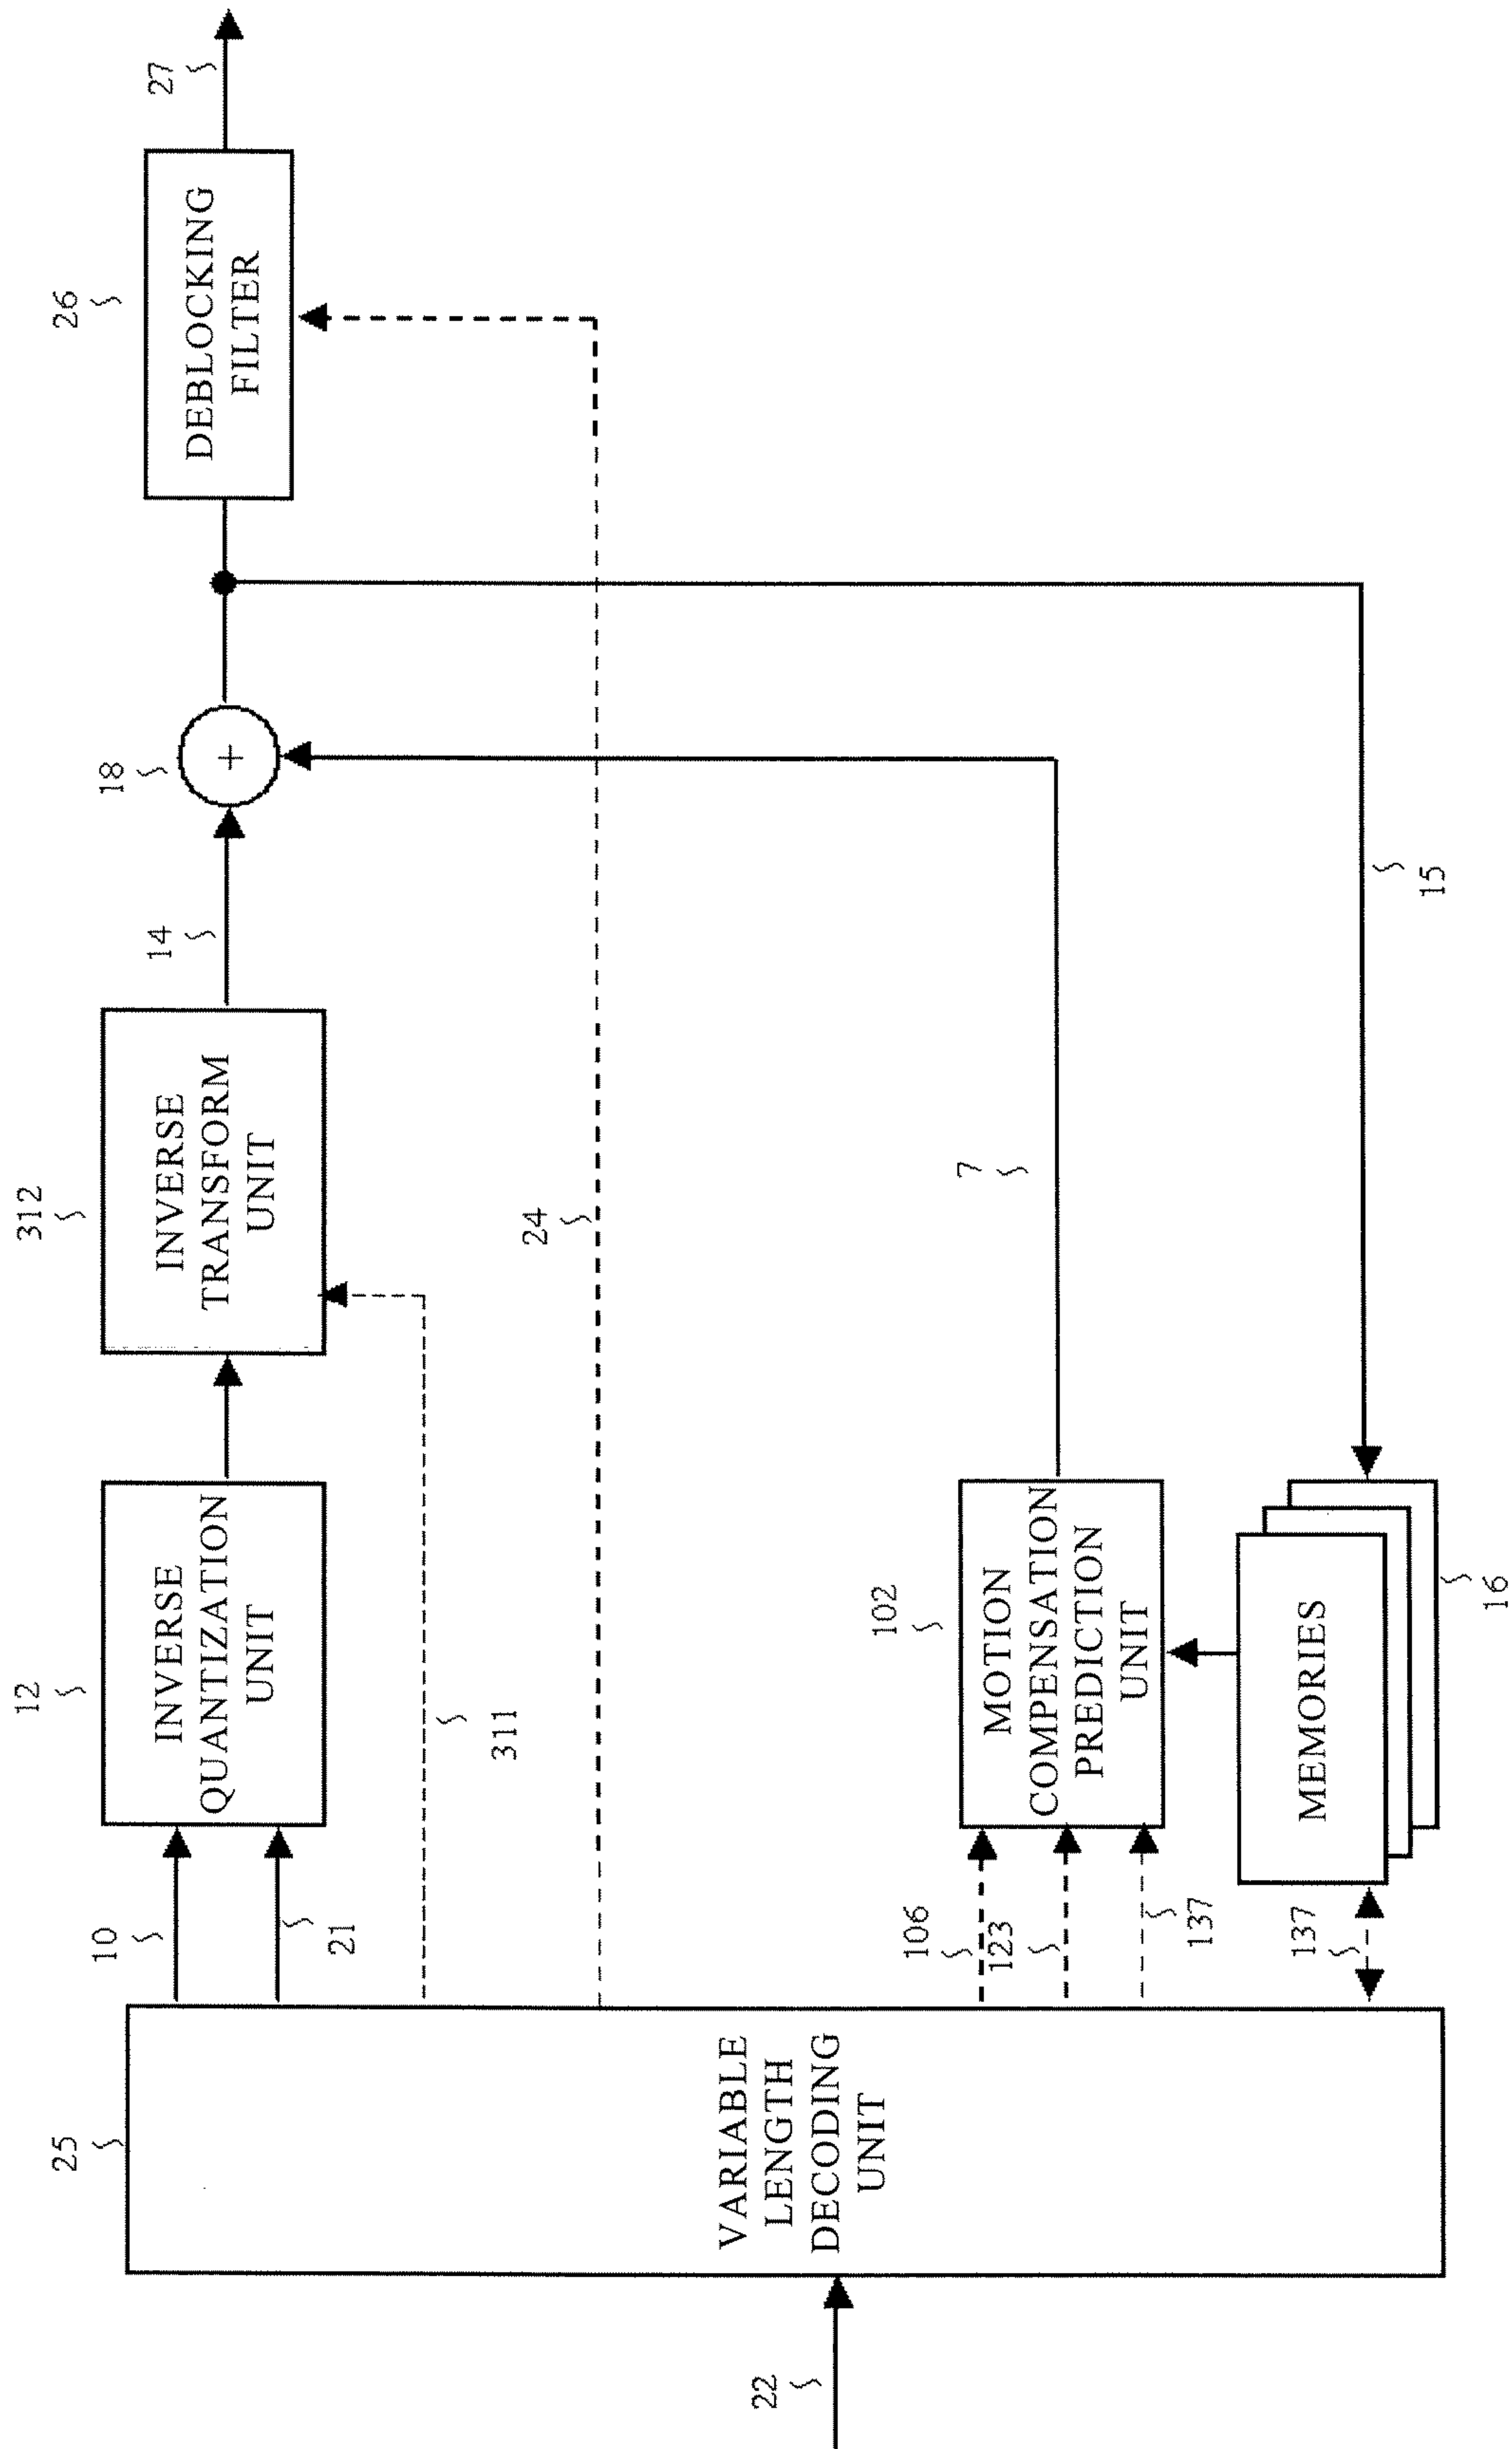 22
25
VARIABLE
LENGTH
DECODING
UNIT
10
21
311
24
106
123
137
137
12
INVERSE
QUANTIZATION
UNIT
312
INVERSE
TRANSFORM
UNIT
14
18
+
26
DEBLOCKING
FILTER
27
102
MOTION
COMPENSATION
PREDICTION
UNIT
7
MEMORIES
16
15